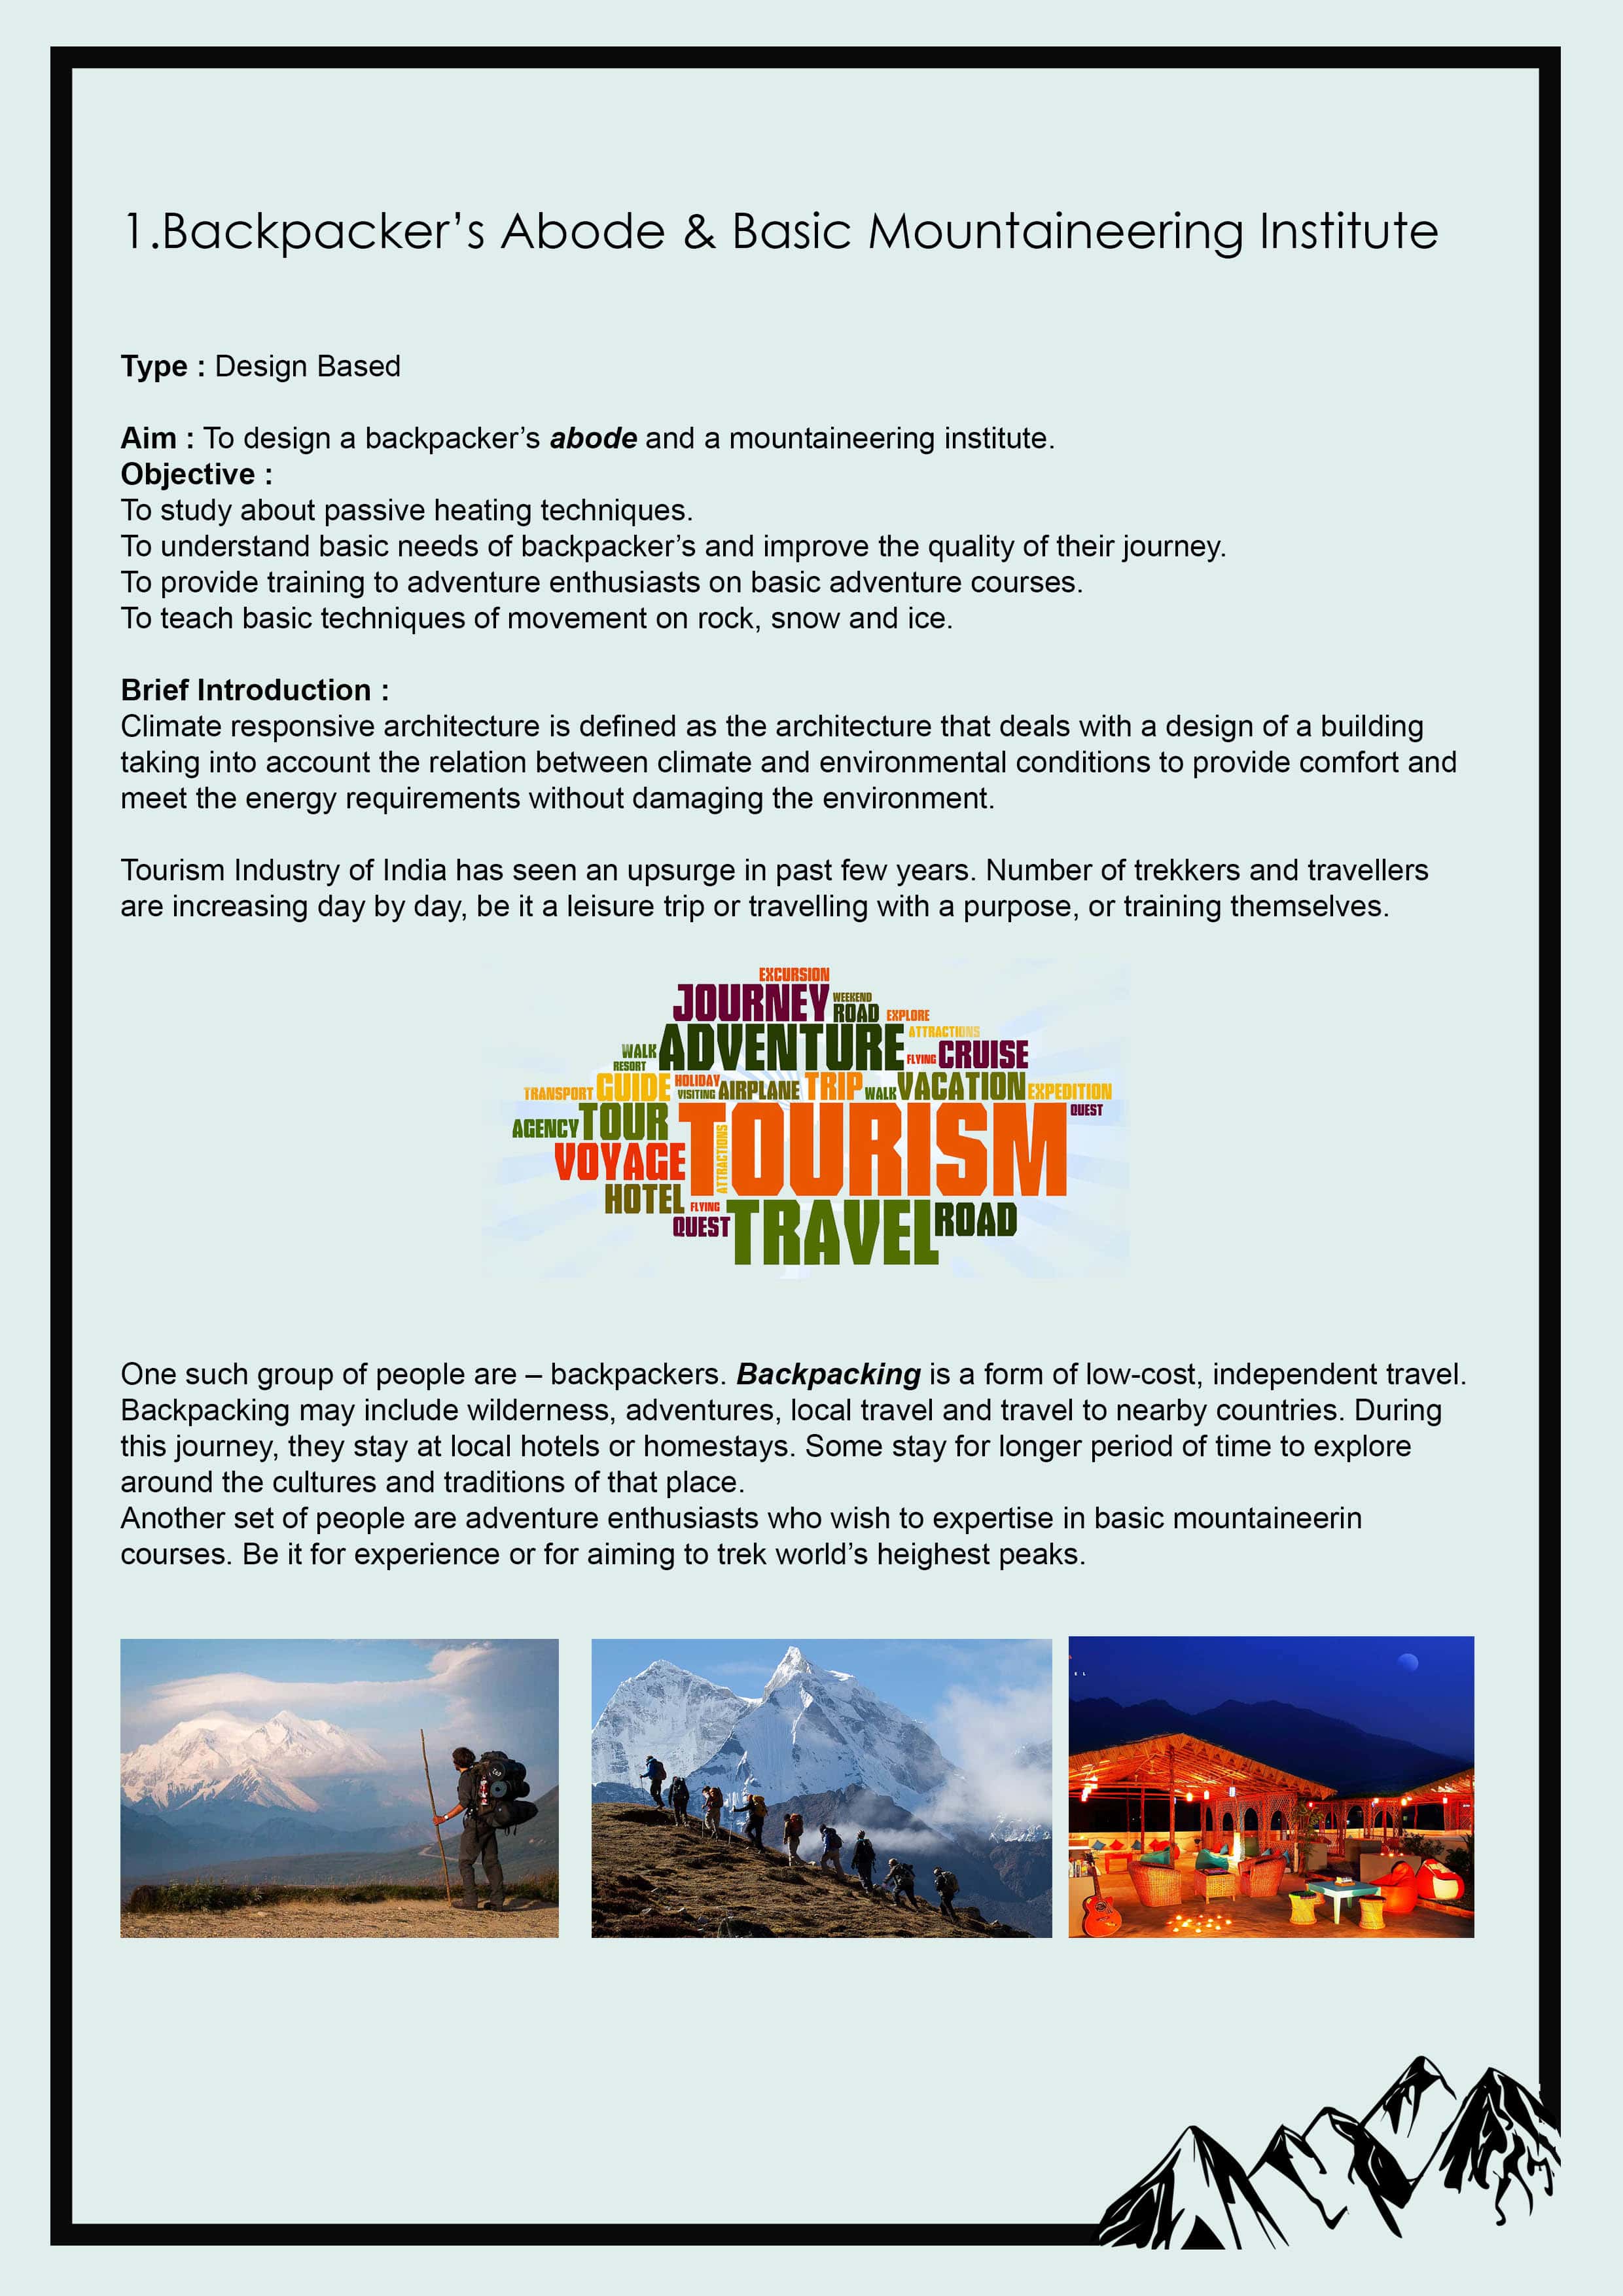 1.Backpacker’s Abode & Basic Mountaineering Institute
Type : Design Based
Aim : To design a backpacker’s abode and a mountaineering institute.
Objective :
To study about passive heating techniques.
To understand basic needs of backpacker’s and improve the quality of their journey.
To provide training to adventure enthusiasts on basic adventure courses.
To teach basic techniques of movement on rock, snow and ice.
Brief Introduction :
Climate responsive architecture is defined as the architecture that deals with a design of a building
taking into account the relation between climate and environmental conditions to provide comfort and
meet the energy requirements without damaging the environment.
Tourism Industry of India has seen an upsurge in past few years. Number of trekkers and travellers
are increasing day by day, be it a leisure trip or travelling with a purpose, or training themselves.
EXCURSION
JOURNEY WEEKEND
ROAD EXPLORE
ADVENTURE ATTRACTIONS
WALK FLYING CRUISE
RESORT
TRANSPORT GUIDE HOLIDAY VISITING AIRPLANE TRIP WALK VACATION EXPEDITION
AGENCY TOUR TOURISM QUEST
VOYAGE ATTRACTIONS
HOTEL FLYING
QUEST TRAVEL ROAD
One such group of people are – backpackers. Backpacking is a form of low-cost, independent travel.
Backpacking may include wilderness, adventures, local travel and travel to nearby countries. During
this journey, they stay at local hotels or homestays. Some stay for longer period of time to explore
around the cultures and traditions of that place.
Another set of people are adventure enthusiasts who wish to expertise in basic mountaineerin
courses. Be it for experience or for aiming to trek world’s heighest peaks.